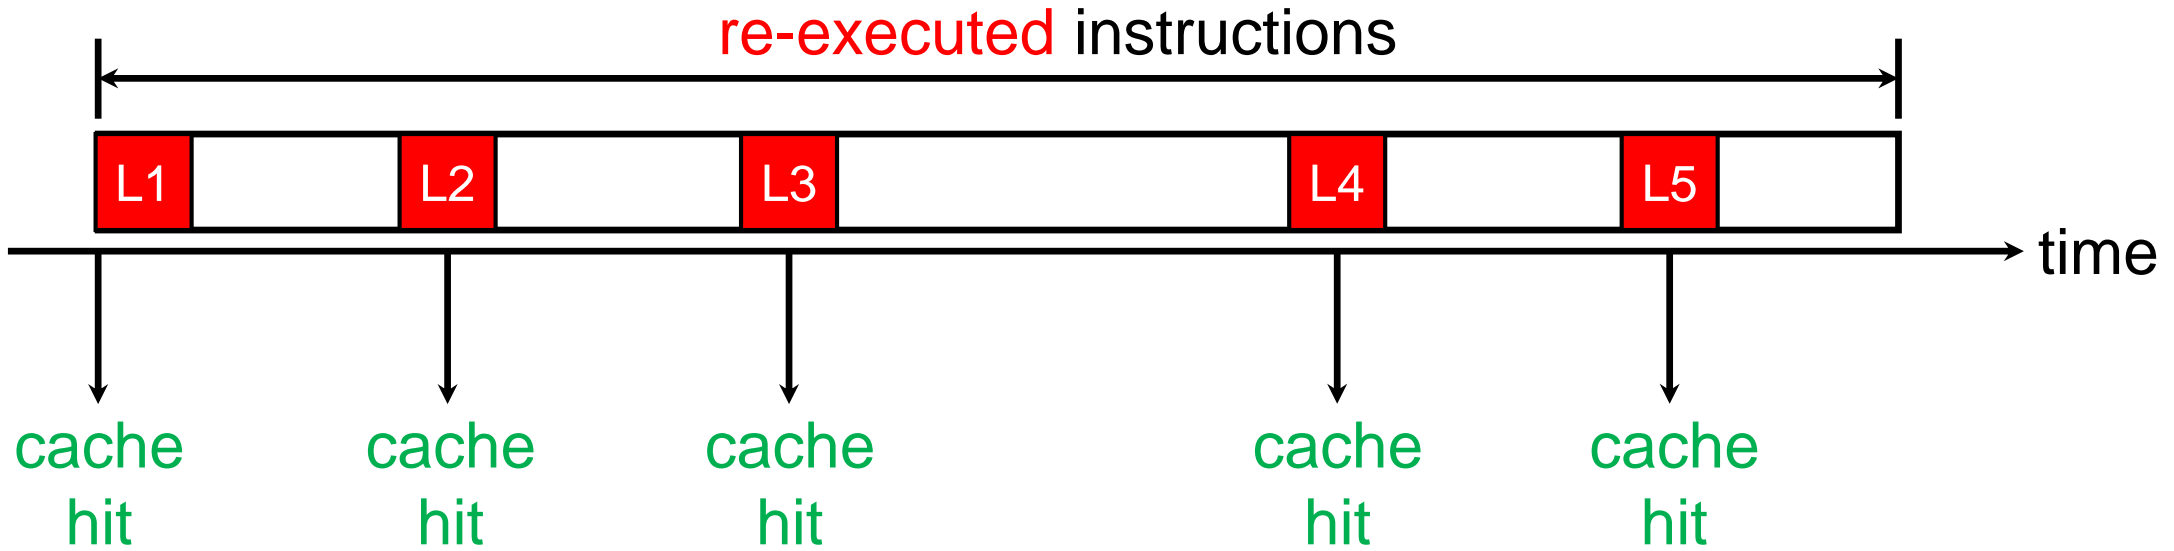 re-executed instructions
L1 L2 L3 L4 L5
time
cache cache cache cache cache
hit hit hit hit hit